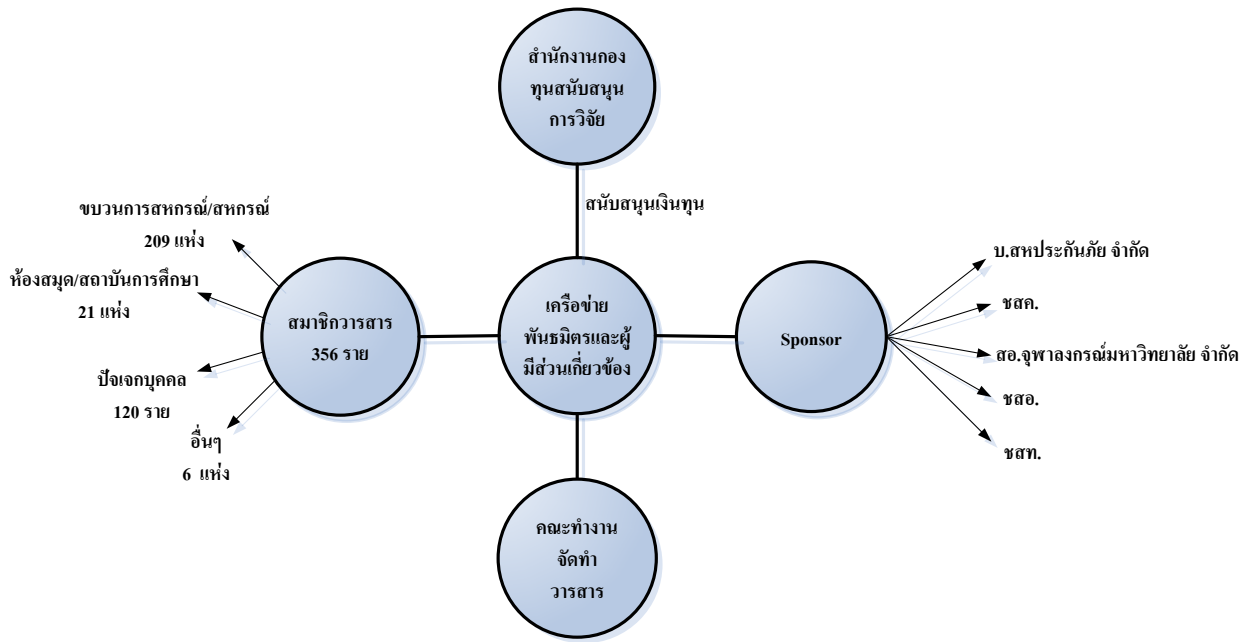 สำนักงานกอง
ทุนสนับสนุน
การวิจัย
สนับสนุนเงินทุน
ขบวนการสหกรณ์/สหกรณ์
209 แห่ง
ห้องสมุด/สถาบันการศึกษา
21 แห่ง
ปัจเจกบุคคล
120 ราย
อื่นๆ
6 แห่ง
สมาชิกวารสาร
356 ราย
เครือข่าย
พันธมิตรและผู้
มีส่วนเกี่ยวข้อง
Sponsor
บ.สหประกันภัย จำกัด
ชสค.
สอ.จุฬาลงกรณ์มหาวิทยาลัย จำกัด
ชสอ.
ชสท.
คณะทำงาน
จัดทำ
วารสาร